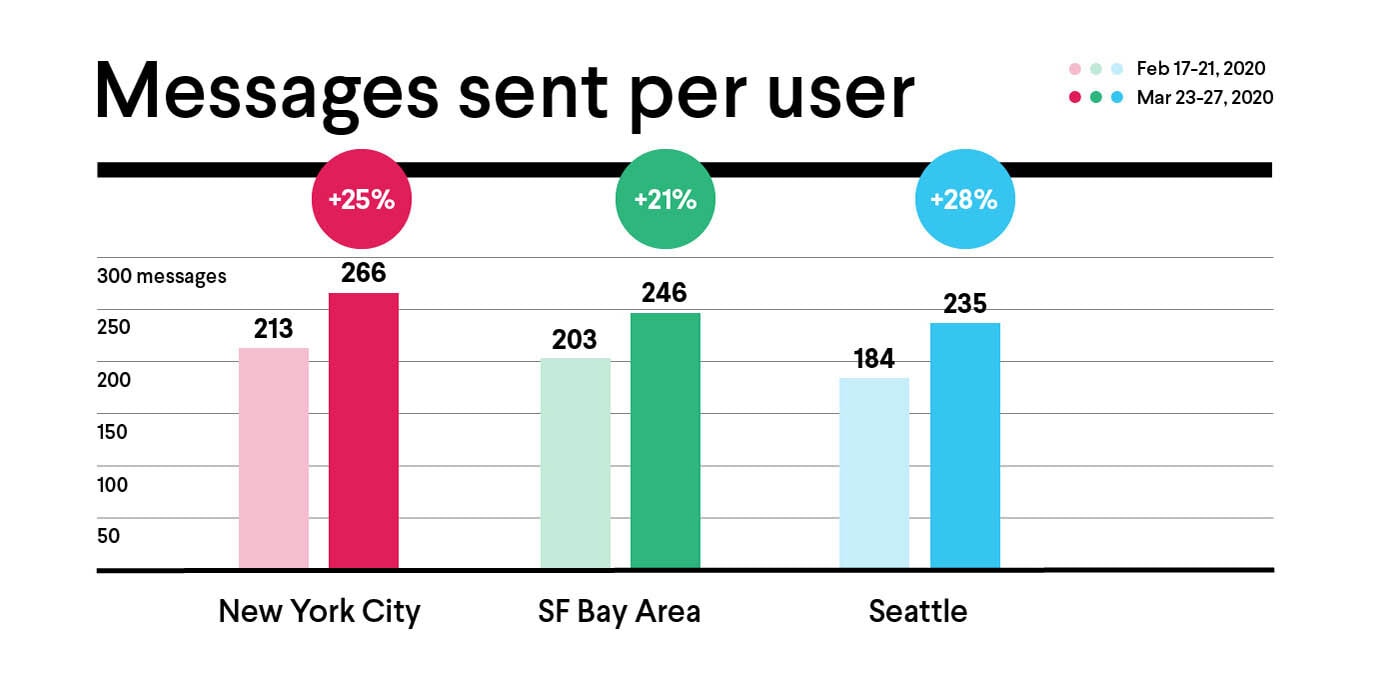 Messages sent per user
Feb 17-21, 2020
Mar 23-27, 2020
+25%
+21%
+28%
300 messages
250
200
150
100
50
213
266
203
246
184
235
New York City
SF Bay Area
Seattle